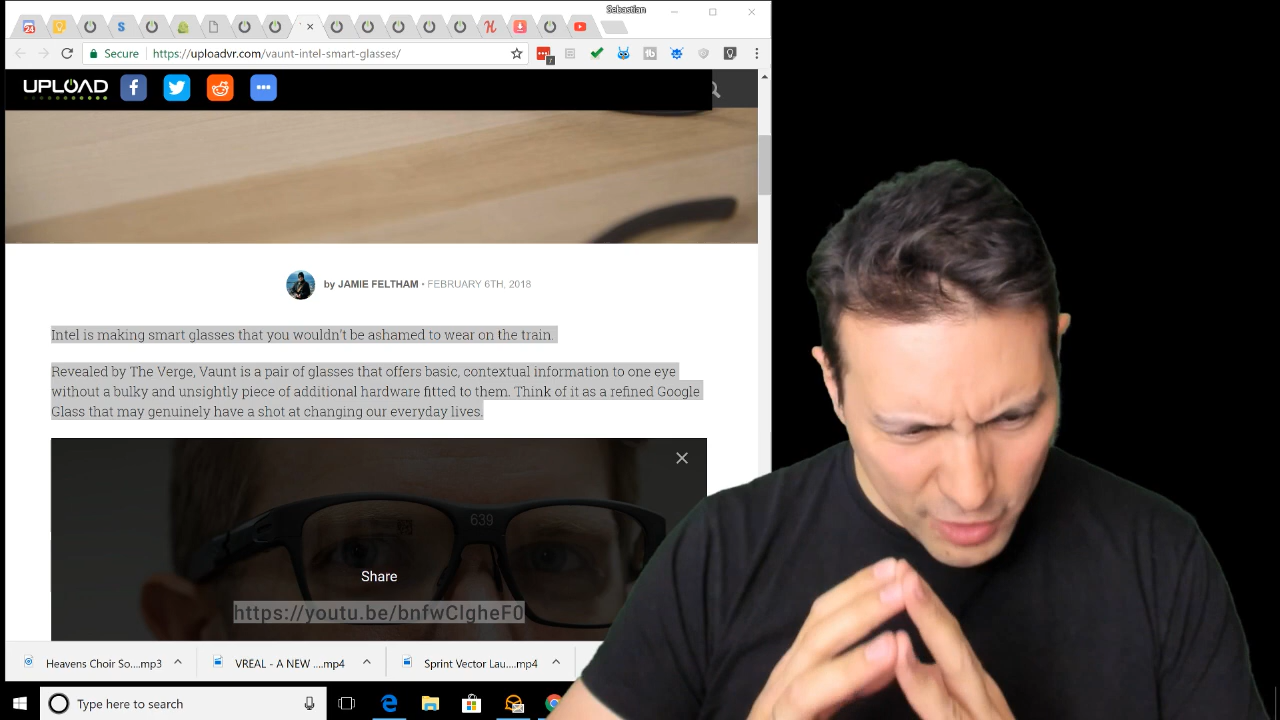 Sebastian
24
S
H
Secure
https://uploadvr.com/vaunt-intel-smart-glasses/
7
tb
UPLOAD
f
by JAMIE FELTHAM • FEBRUARY 6TH, 2018
Intel is making smart glasses that you wouldn't be ashamed to wear on the train.
Revealed by The Verge, Vaunt is a pair of glasses that offers basic, contextual information to one eye
without a bulky and unsightly piece of additional hardware fitted to them. Think of it as a refined Google
Glass that may genuinely have a shot at changing our everyday lives.
639
Share
https://youtu.be/bnfwClgheF0
Heavens Choir So....mp3
VREAL - A NEW ....mp4
Sprint Vector Lau....mp4
Type here to search